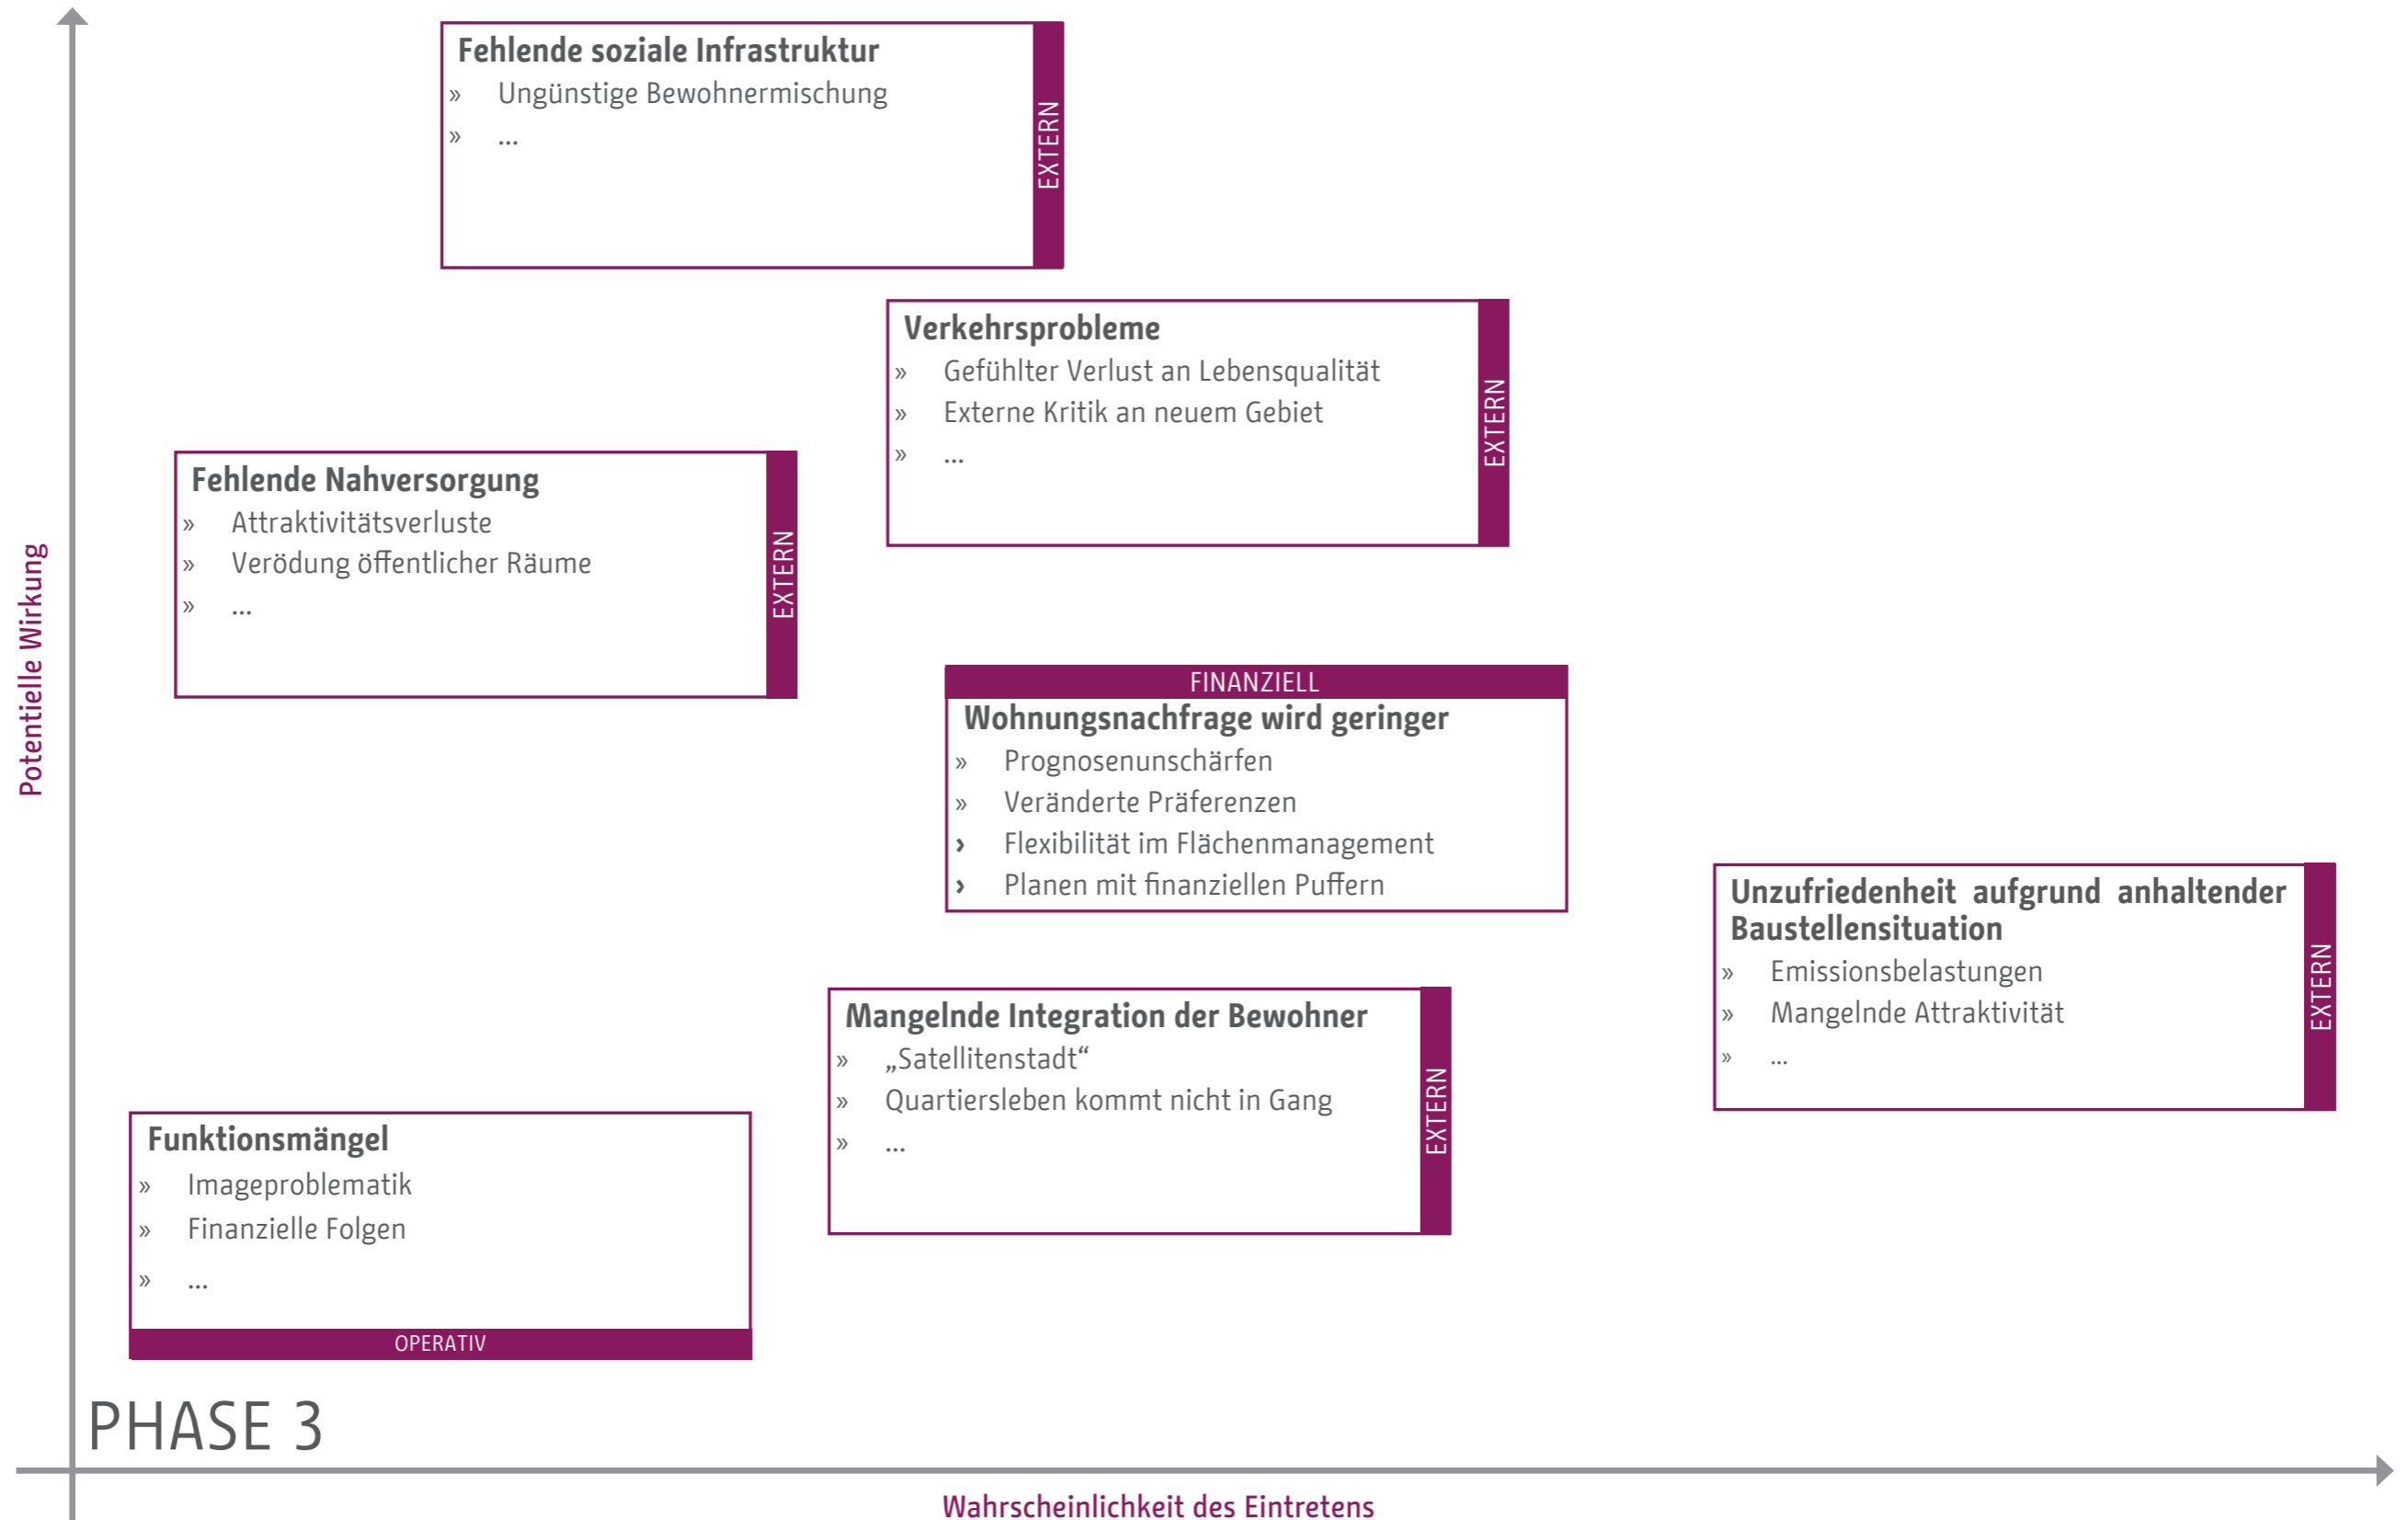 Potentielle Wirkung
Fehlende soziale Infrastruktur
» Ungünstige Bewohnermischung
» ...
EXTERN
Verkehrsprobleme
» Gefühlter Verlust an Lebensqualität
» Externe Kritik an neuem Gebiet
» ...
EXTERN
Fehlende Nahversorgung
» Attraktivitätsverluste
» Verödung öffentlicher Räume
» ...
EXTERN
FINANZIELL
Wohnungsnachfrage wird geringer
» Prognosenunschärfen
» Veränderte Präferenzen
› Flexibilität im Flächenmanagement
› Planen mit finanziellen Puffern
Unzufriedenheit aufgrund anhaltender
Baustellensituation
» Emissionsbelastungen
» Mangelnde Attraktivität
» ...
EXTERN
Mangelnde Integration der Bewohner
» „Satellitenstadt“
» Quartiersleben kommt nicht in Gang
» ...
EXTERN
Funktionsmängel
» Imageproblematik
» Finanzielle Folgen
» ...
OPERATIV
PHASE 3
Wahrscheinlichkeit des Eintretens